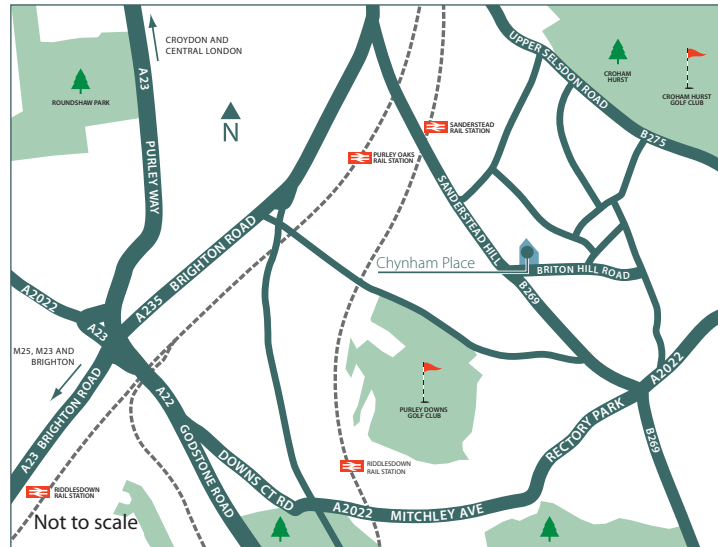 CROYDON AND
CENTRAL LONDON
A23
PURLEY WAY
ROUNDSHAW PARK
N
UPPER SELSDON ROAD
B275
CROHAM
HURST
CROHAM HURST
GOLF CLUB
SANDERSTEAD
RAIL STATION
PURLEY OAKS
RAIL STATION
SANDERSTEAD HILL
B269
Chynham Place
BRITON HILL ROAD
A235 BRIGHTON ROAD
A2022
A23
M25, M23 AND
BRIGHTON
A23 BRIGHTON ROAD
A22
GODSTONE ROAD
DOWNS CT RD
PURLEY DOWNS
GOLF CLUB
RECTORY PARK
A2022
B269
RIDDLESDOWN
RAIL STATION
RIDDLESDOWN
RAIL STATION
A2022 MITCHLEY AVE
Not to scale